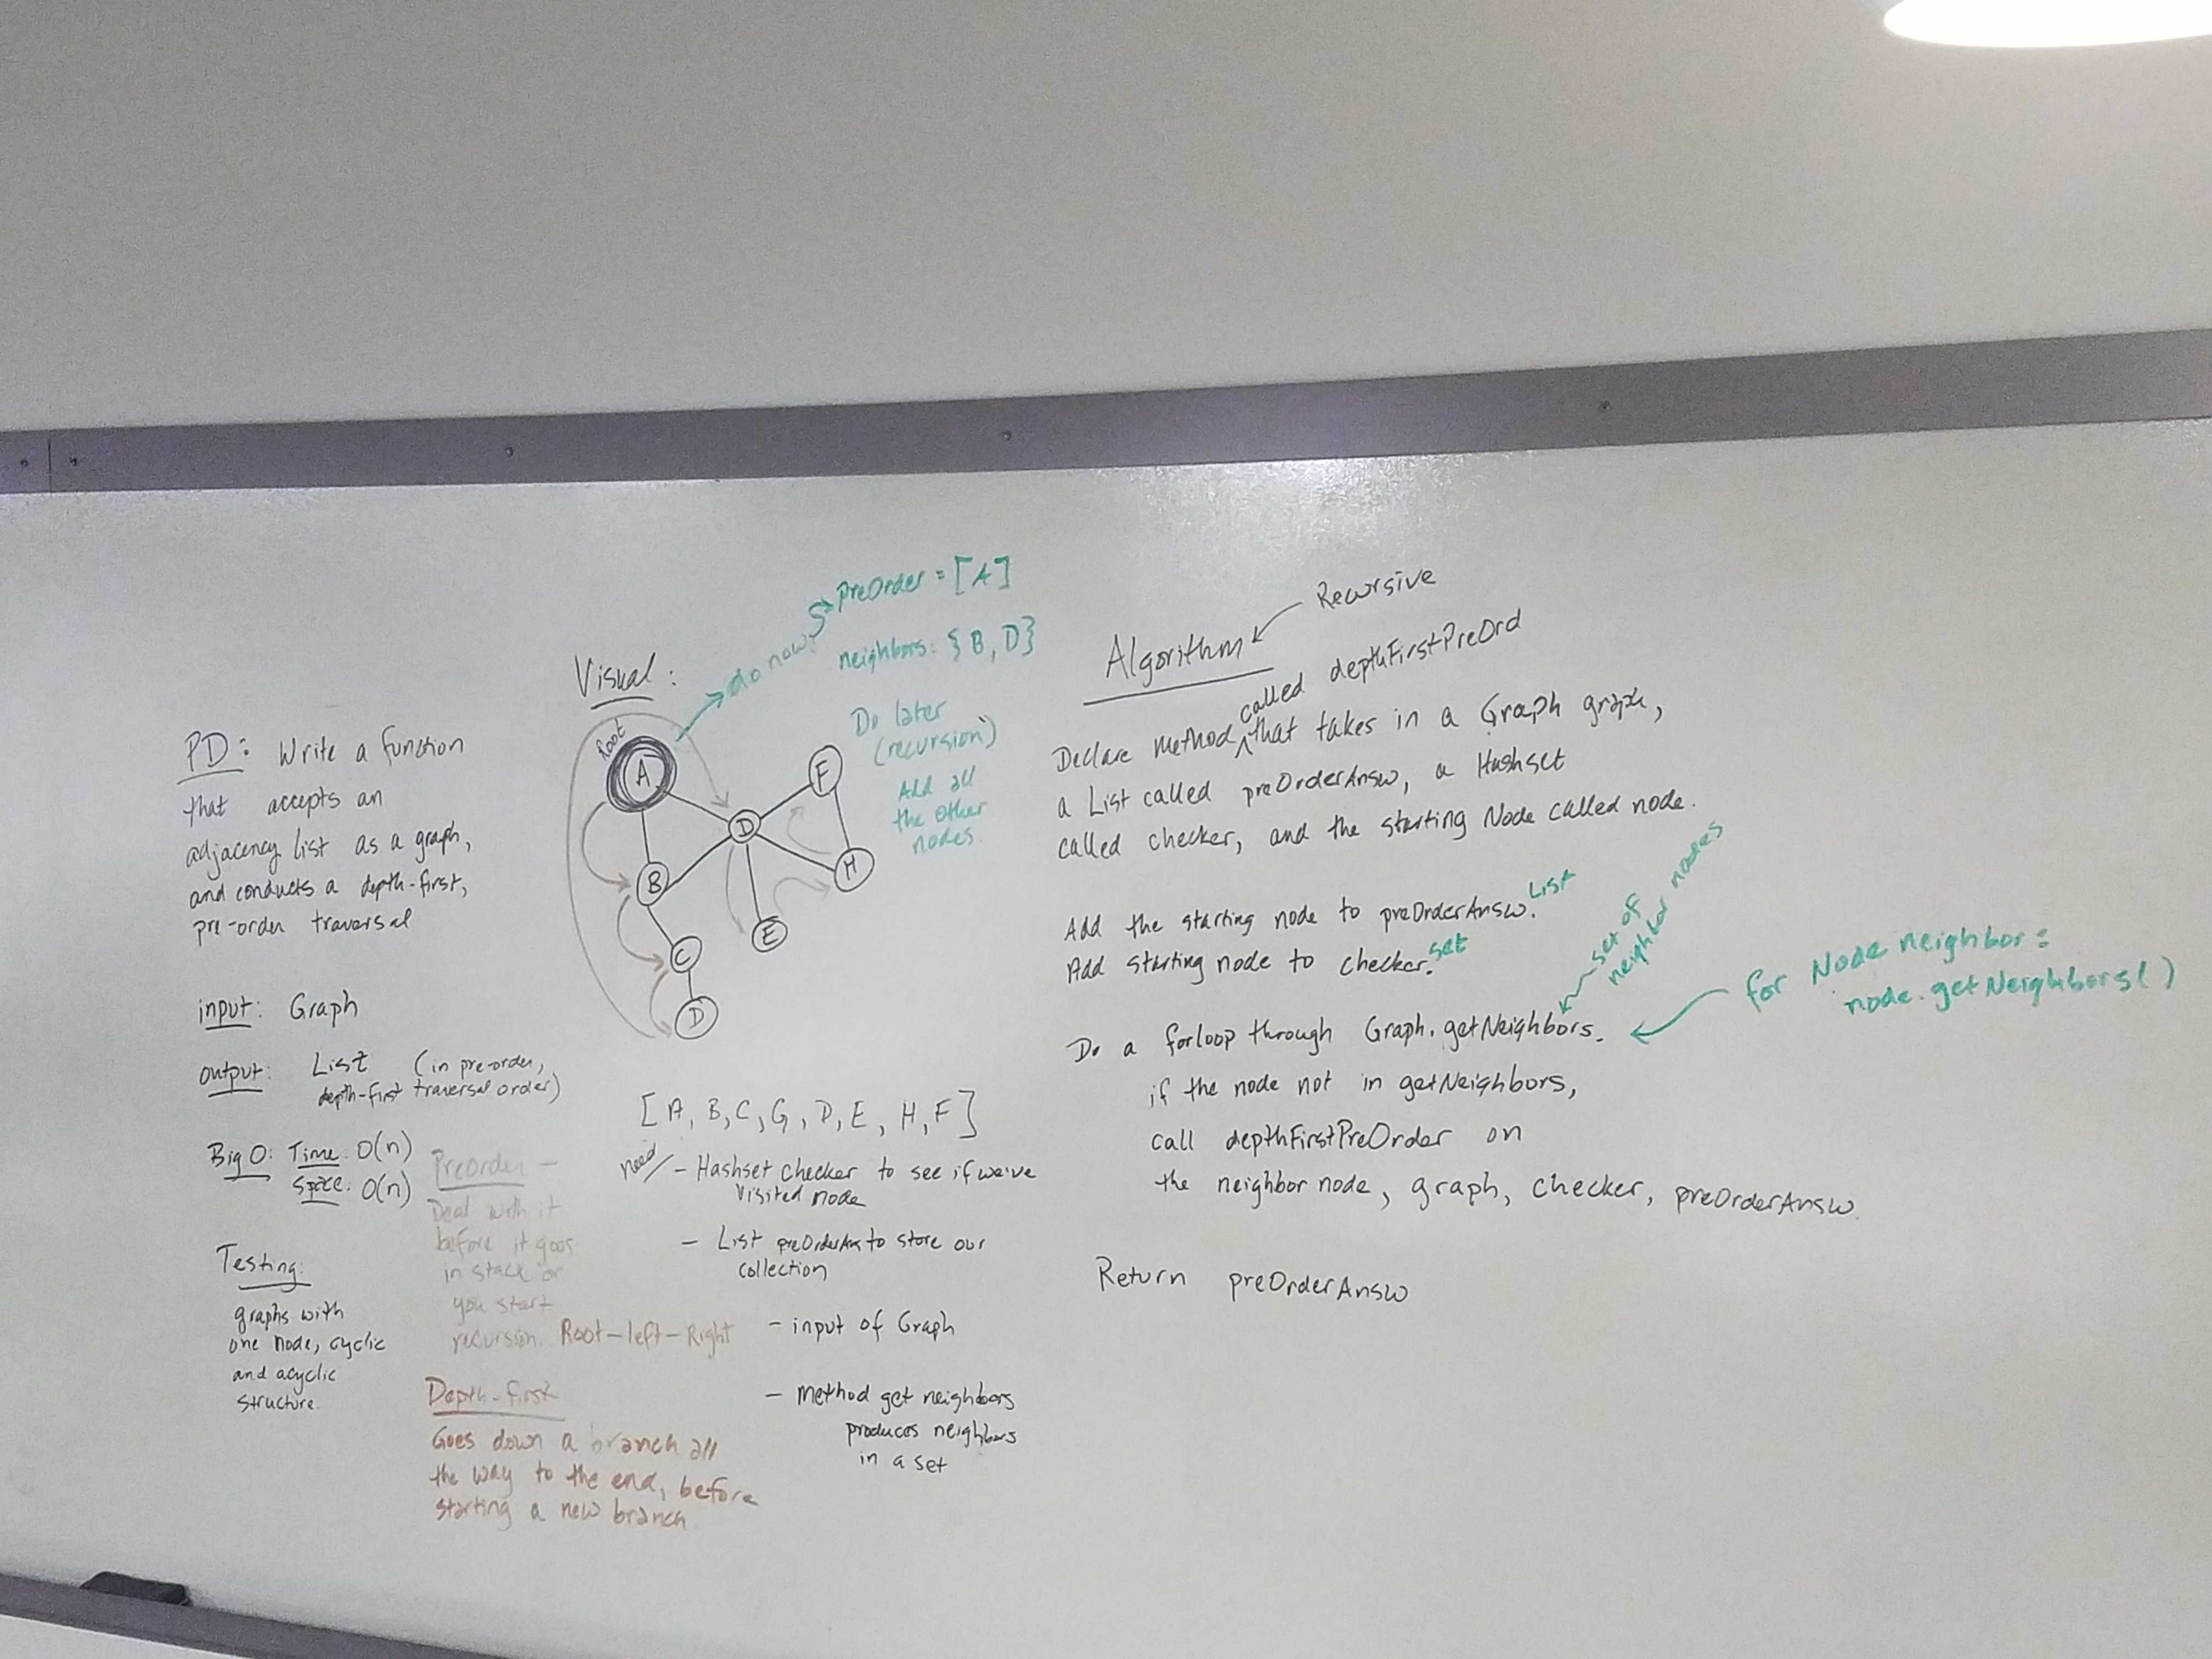 PD: Write a function
that accepts an
adjacency list as a graph,
and conducts a depth-first,
pre-order traversal
input: Graph
output: List (in pre-order,
depth-first traversal order)
Big O: Time: O(n)
Space: O(n)
Testing:
graphs with
one node, cyclic
and acyclic
structure.
PreOrder -
Deal with it
before it goes
in stack or
you start
recursion. Root-left-Right
Depth-first
Goes down a branch all
the way to the end, before
starting a new branch.
Visual:
do now
preOrder = [A]
neighbors: {B, D}
Do later
(recursion)
Add all
the other
nodes.
Root
A
F
D
H
B
E
C
D
[A, B, C, G, D, E, H, F]
need/ - Hashset checker to see if we've
visited node
- List preOrderAns to store our
collection
- input of Graph
- Method get neighbors
produces neighbors
in a set
Algorithm
Recursive
called depthFirstPreOrd
Declare Method ^ that takes in a Graph graph,
a List called preOrderAnsw, a Hashset
called checker, and the starting Node called node.
Add the starting node to preOrderAnsw. List
Add starting node to checker. set
set of
neighbor nodes
Do a forloop through Graph.getNeighbors.
for Node neighbor :
node.getNeighbors()
if the node not in getNeighbors,
call depthFirstPreOrder on
the neighbor node, graph, checker, preOrderAnsw.
Return preOrderAnsw